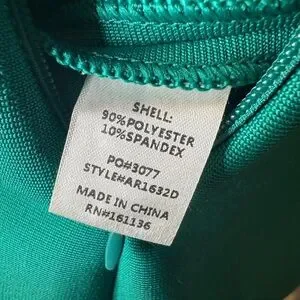 SHELL:
90%POLYESTER
10%SPANDEX
PO#3077
STYLE#AR1632D
MADE IN CHINA
RN#161136